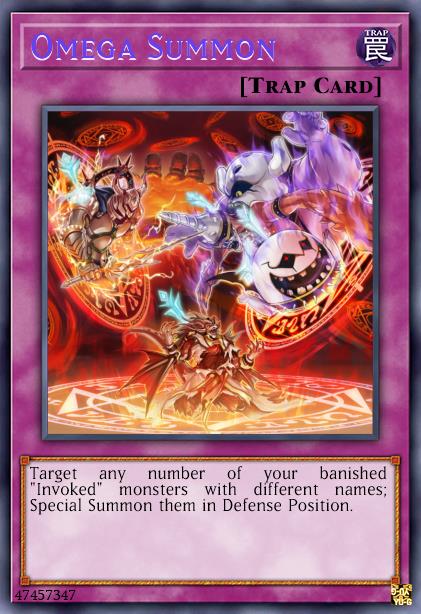 Omega Summon
TRAP
罠
[Trap Card]
Target any number of your banished
"Invoked" monsters with different names;
Special Summon them in Defense Position.
47457347